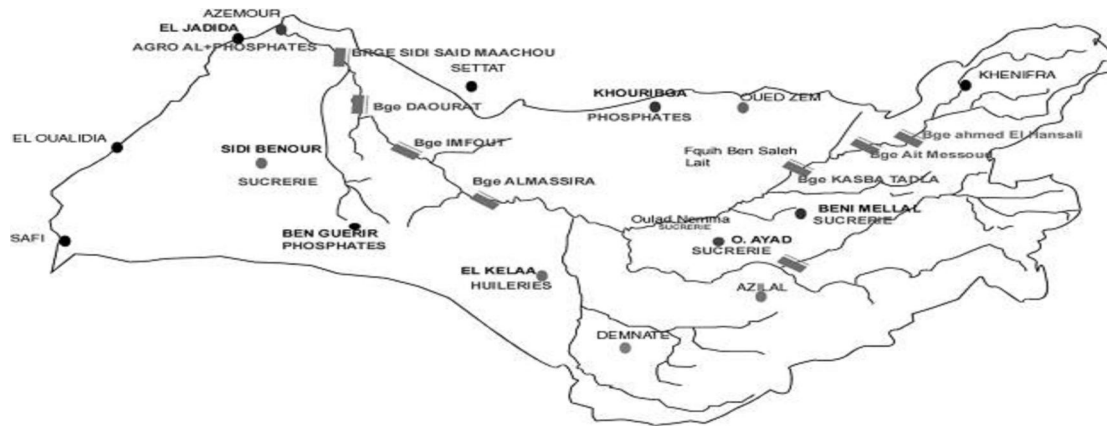 AZEMOUR
EL JADIDA
AGRO AL+PHOSPHATES
BRGE SIDI SAID MAACHOU
SETTAT
KHENIFRA
KHOURIBGA
PHOSPHATES
OUED ZEM
Bge DAOURAT
EL OUALIDIA
Bge IMFOUT
Bge ahmed El Hansali
SIDI BENOUR
SUCRERIE
Fquih Ben Saleh
Lait
Bge Ait Messoud
Bge KASBA TADLA
Bge ALMASSIRA
BENI MELLAL
SUCRERIE
Oulad Nemma
SUCRERIE
SAFI
BEN GUERIR
PHOSPHATES
O. AYAD
SUCRERIE
EL KELAA
HUILERIES
AZILAL
DEMNATE